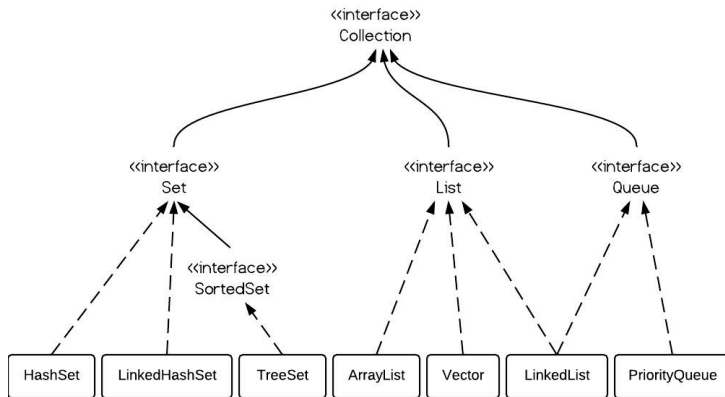 «interface»
Collection
«interface»
Set
«interface»
List
«interface»
Queue
«interface»
SortedSet
HashSet
LinkedHashSet
TreeSet
ArrayList
Vector
LinkedList
PriorityQueue